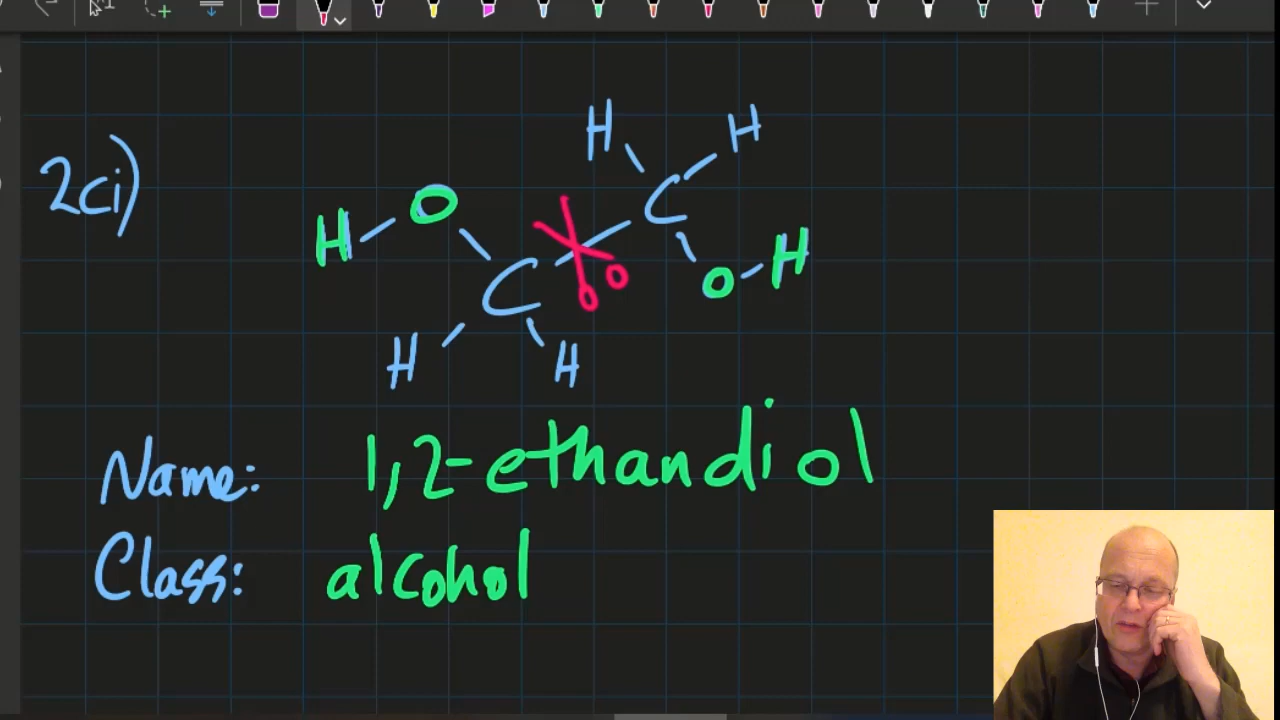 2ci)
H H
H-O C
C O-H
H H
Name: 1,2-ethandiol
Class: alcohol